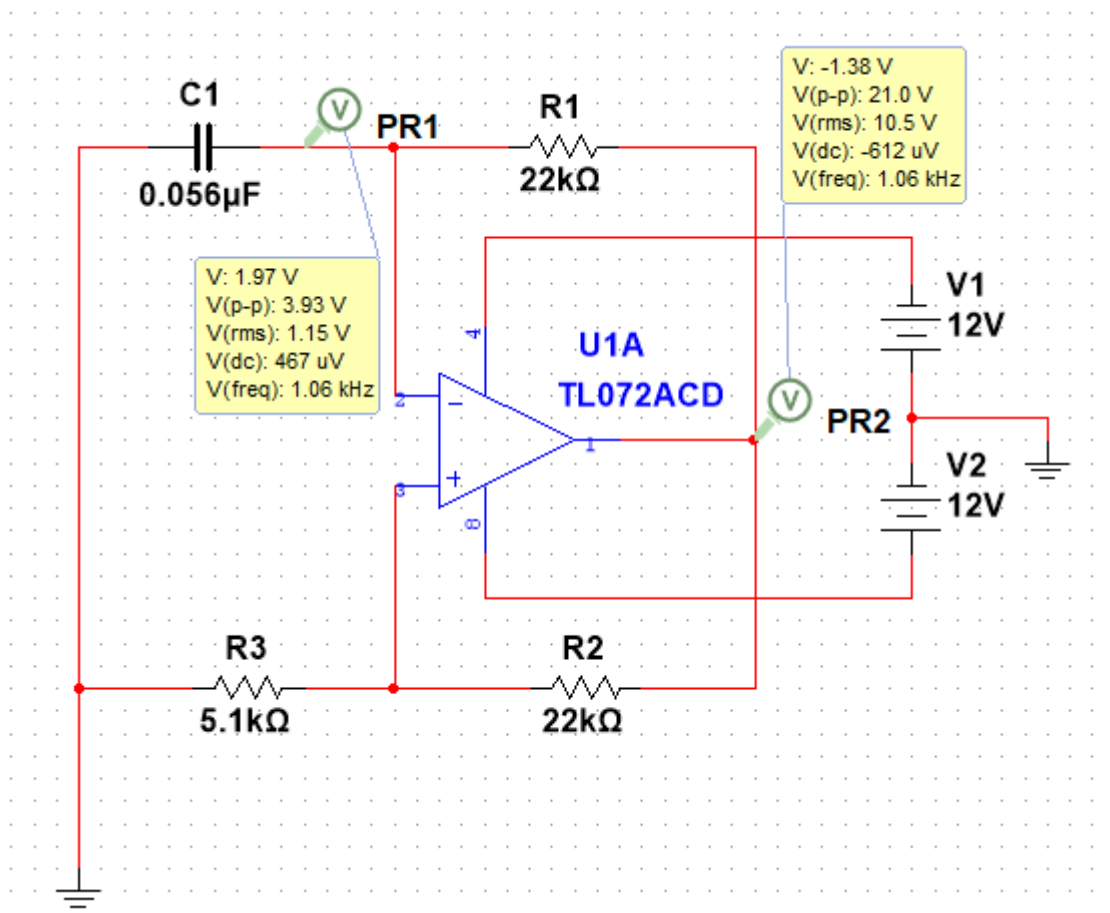 C1
0.056µF
V
PR1
R1
22kΩ
V: -1.38 V
V(p-p): 21.0 V
V(rms): 10.5 V
V(dc): -612 uV
V(freq): 1.06 kHz
V: 1.97 V
V(p-p): 3.93 V
V(rms): 1.15 V
V(dc): 467 uV
V(freq): 1.06 kHz
4
U1A
TL072ACD
2
3
8
1
V
PR2
V1
12V
V2
12V
R3
5.1kΩ
R2
22kΩ